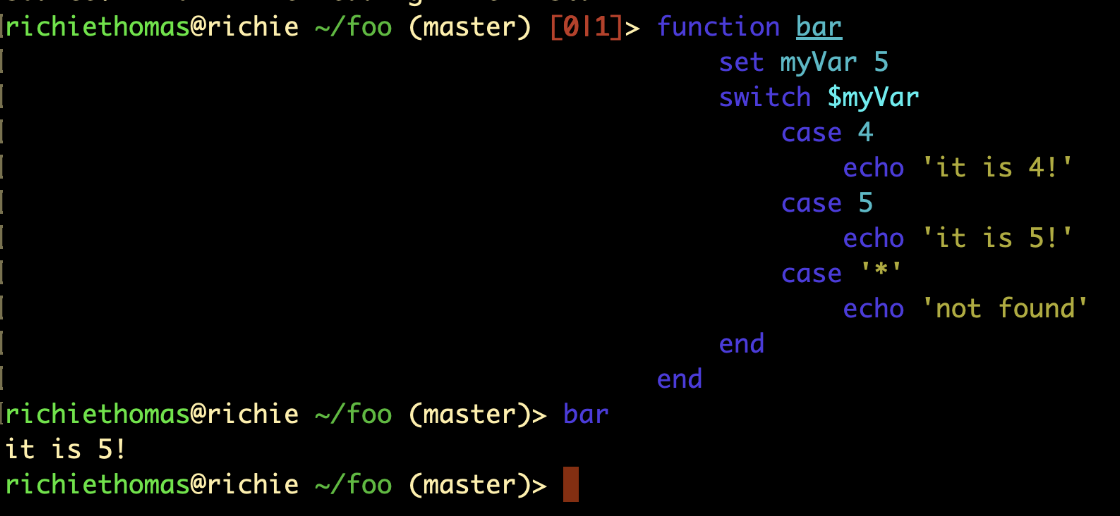 richiethomas@richie ~/foo (master) [0|1]> function bar
set myVar 5
switch $myVar
case 4
echo 'it is 4!'
case 5
echo 'it is 5!'
case '*'
echo 'not found'
end
end
richiethomas@richie ~/foo (master)> bar
it is 5!
richiethomas@richie ~/foo (master)>